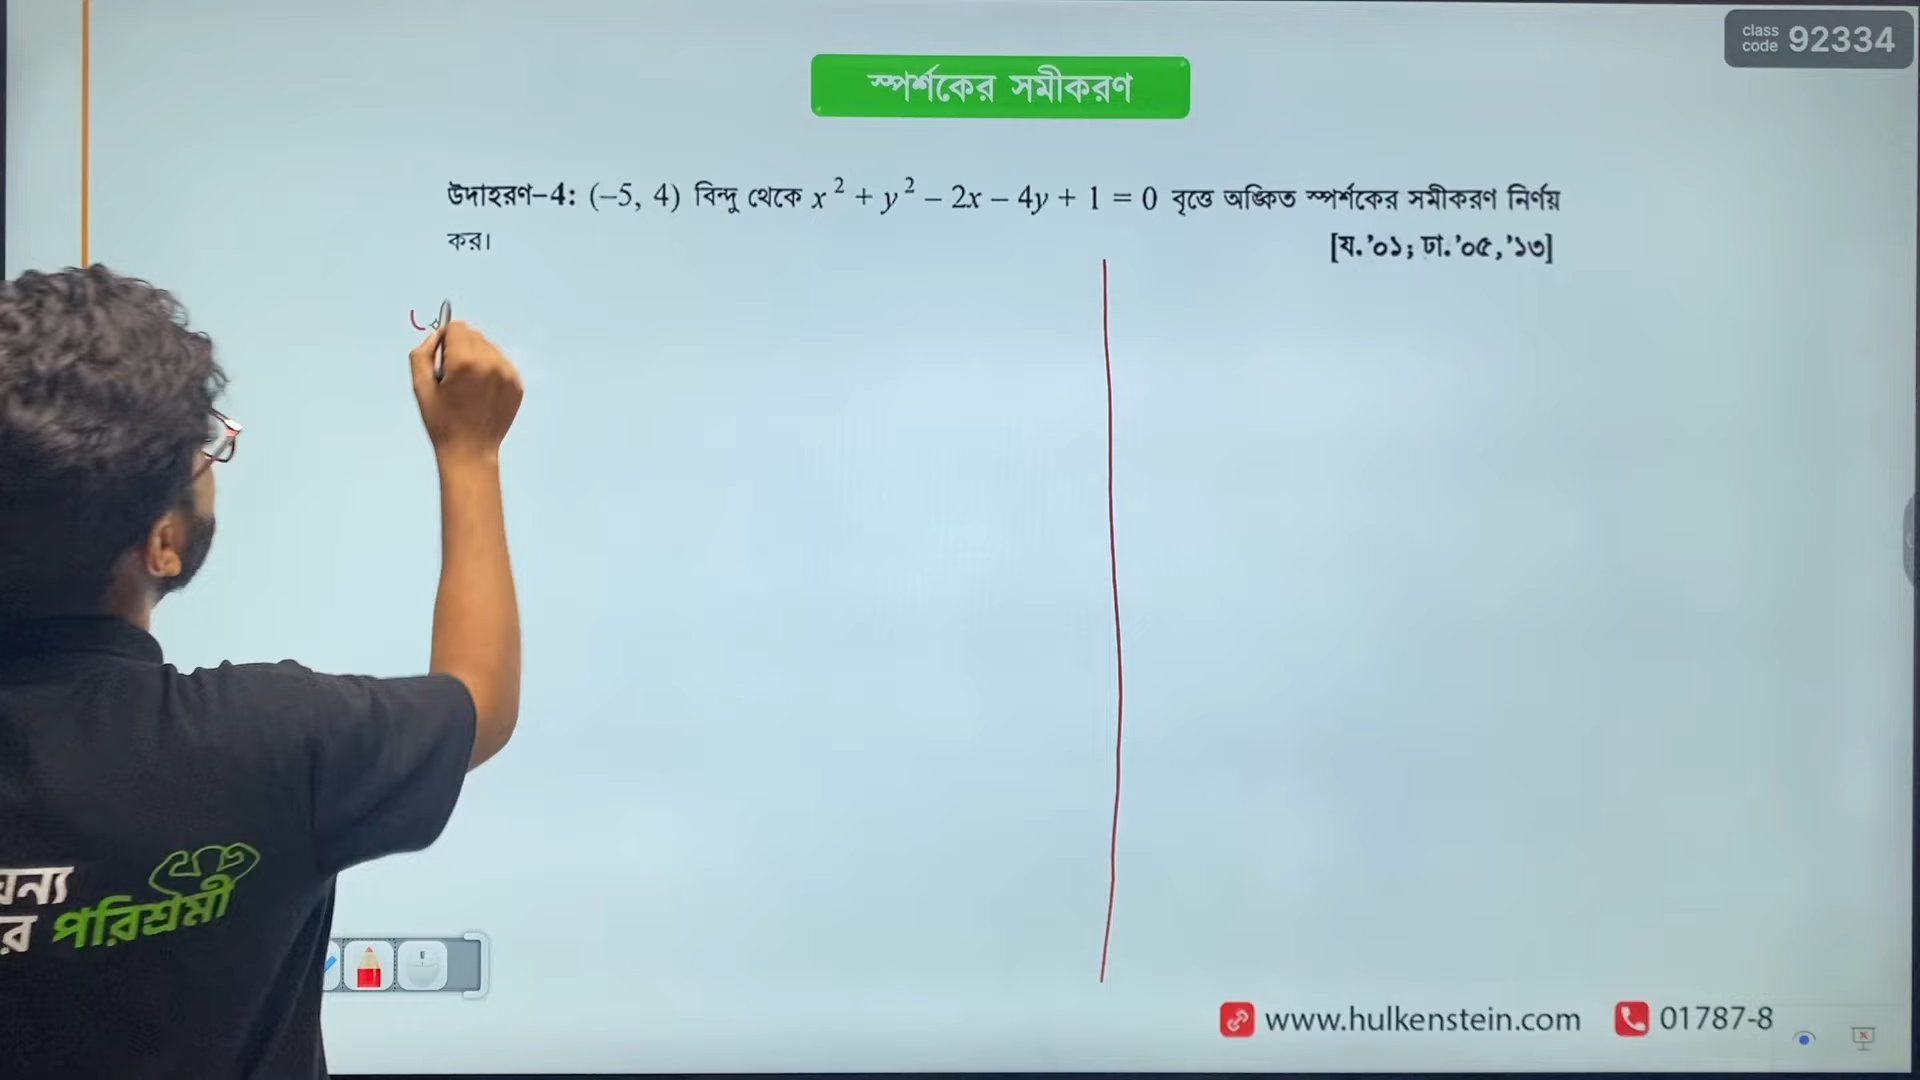 class code 92334
স্পর্শকের সমীকরণ
উদাহরণ–4: (–5, 4) বিন্দু থেকে x² + y² – 2x – 4y + 1 = 0 বৃত্তে অঙ্কিত স্পর্শকের সমীকরণ নির্ণয়
কর। [য.'০১; ঢা.'০৫,'১৩]
পরিশ্রমী
www.hulkenstein.com 01787-8